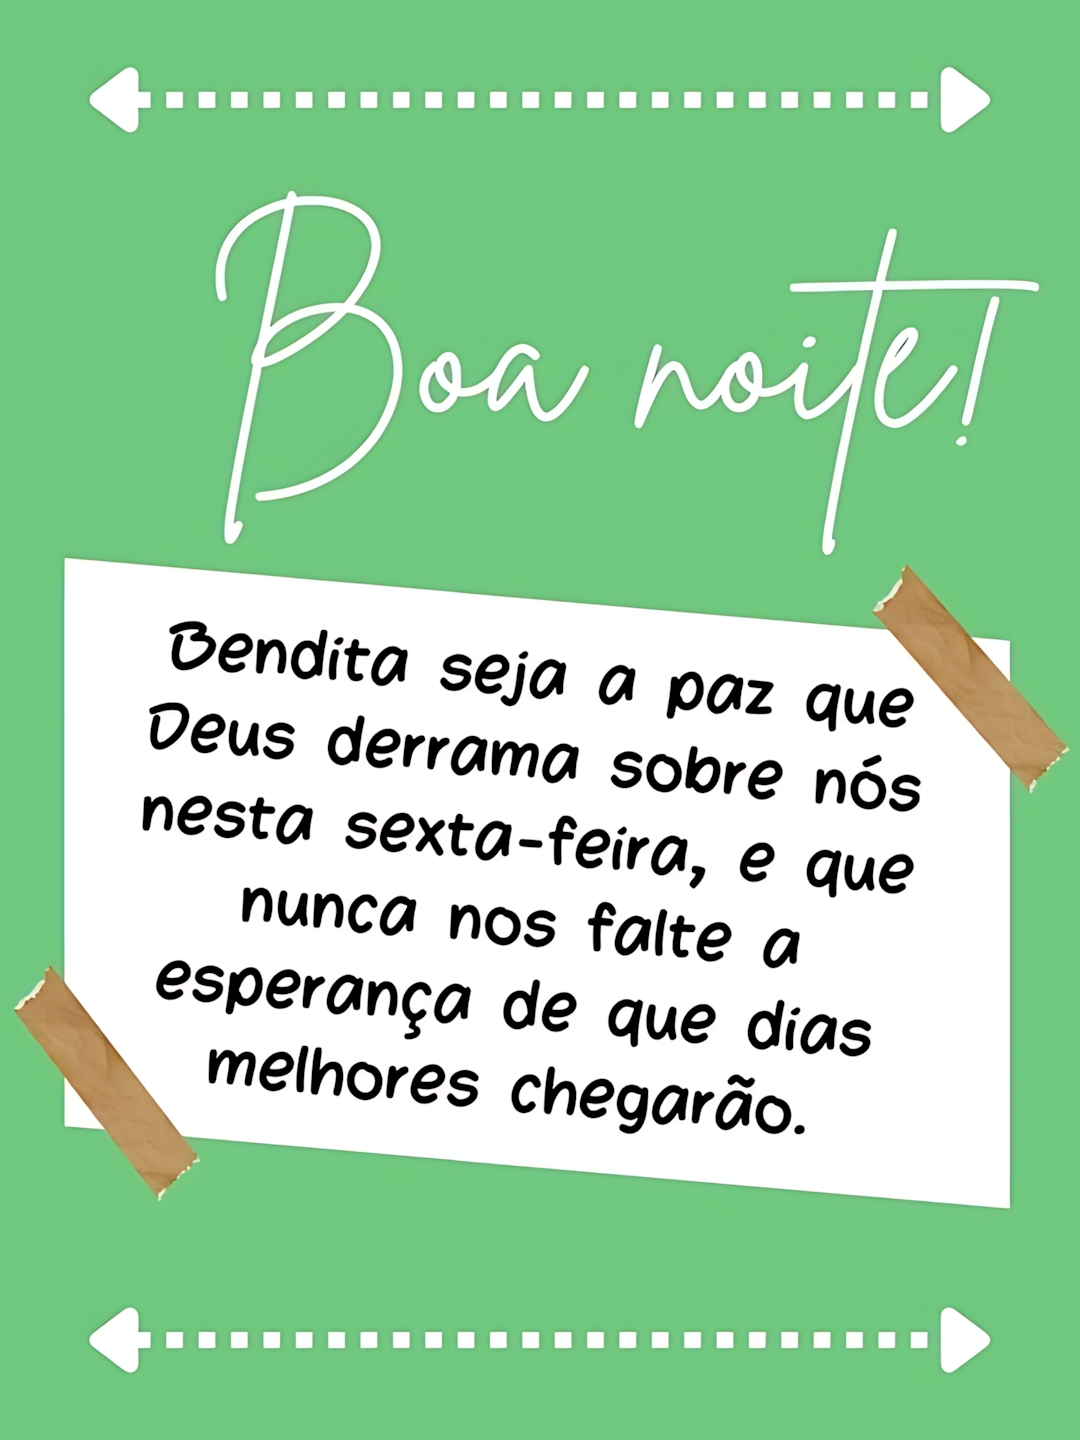 Boa noite!
Bendita seja a paz que
Deus derrama sobre nós
nesta sexta-feira, e que
nunca nos falte a
esperança de que dias
melhores chegarão.